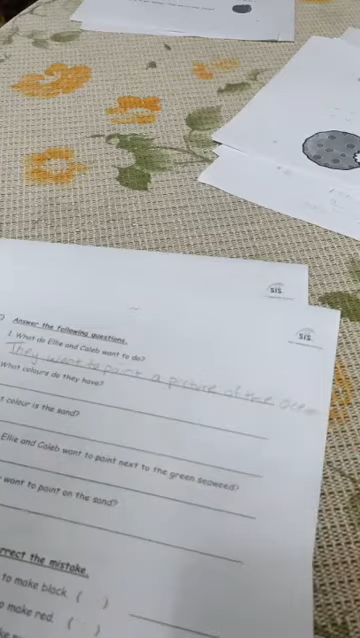 SIS
SIS
Answer the following questions.
1. What do Ellie and Caleb want to do?
They want to paint a picture of the ocean
What colours do they have?
colour is the sand?
Ellie and Caleb want to paint next to the green seaweed?
want to paint on the sand?
rrect the mistake.
to make black. ( )
make red. ( )